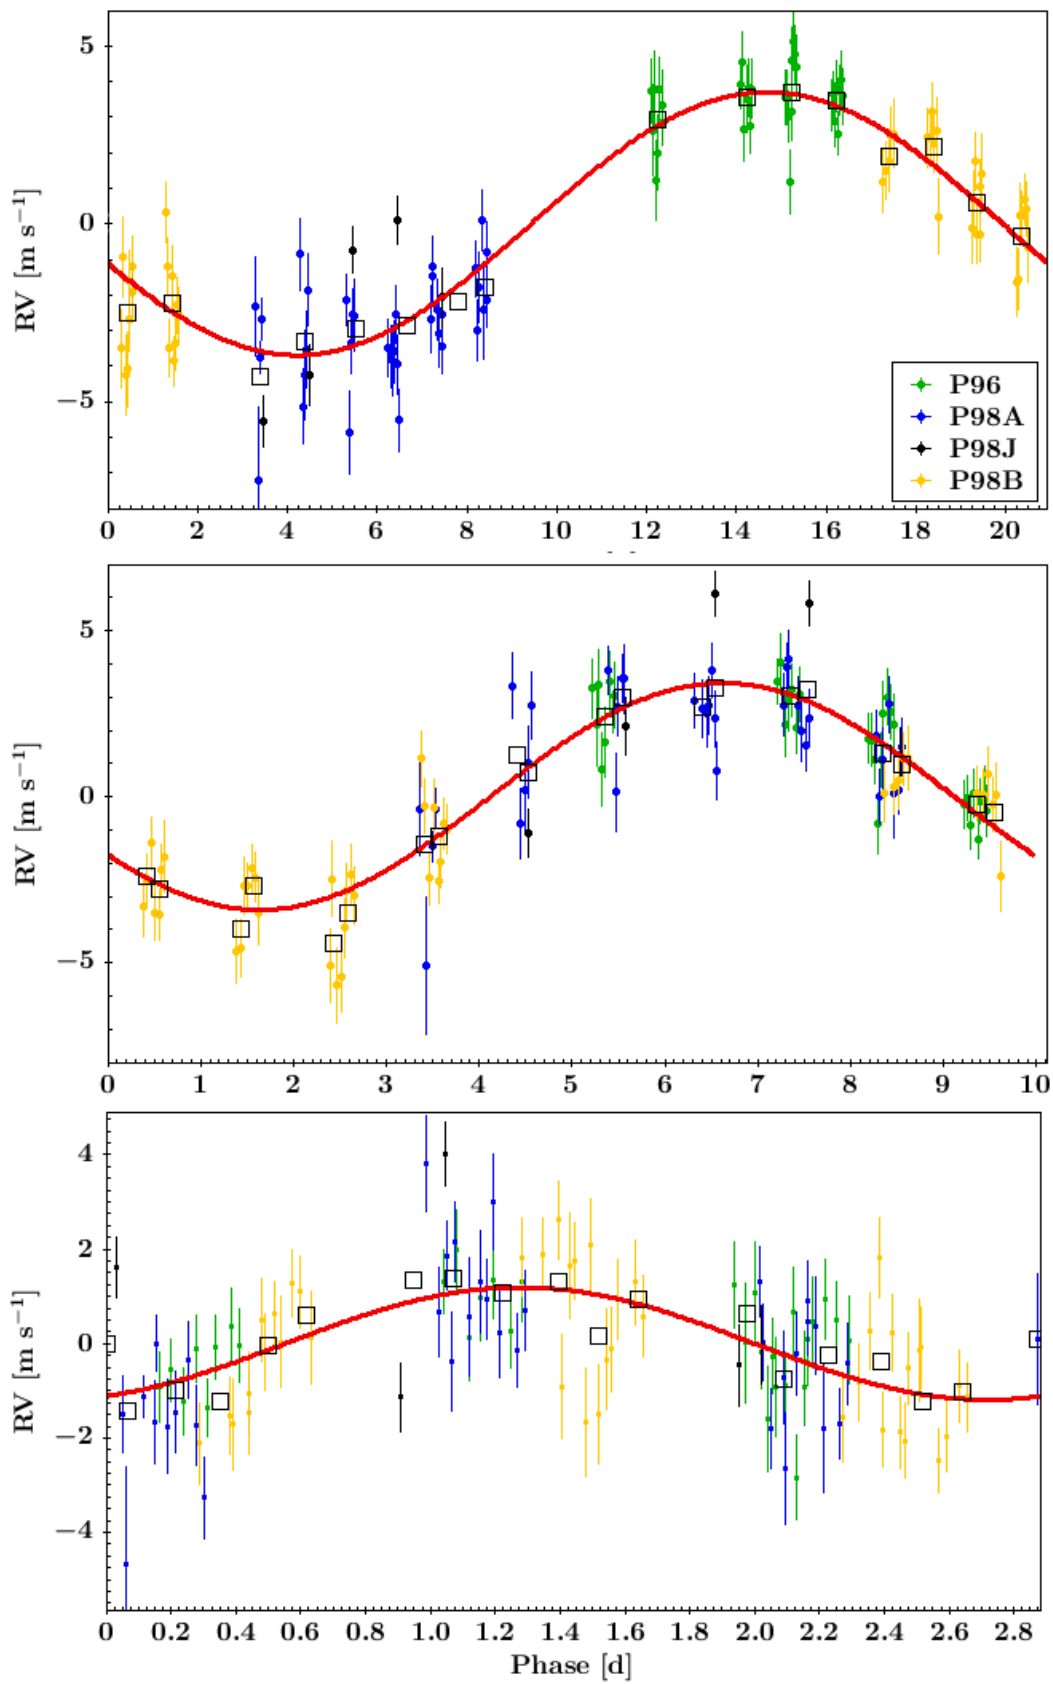 5
0
−5
RV [m s⁻¹]
P96
P98A
P98J
P98B
0 2 4 6 8 10 12 14 16 18 20
5
0
−5
RV [m s⁻¹]
0 1 2 3 4 5 6 7 8 9 10
4
2
0
−2
−4
RV [m s⁻¹]
0 0.2 0.4 0.6 0.8 1.0 1.2 1.4 1.6 1.8 2.0 2.2 2.4 2.6 2.8
Phase [d]